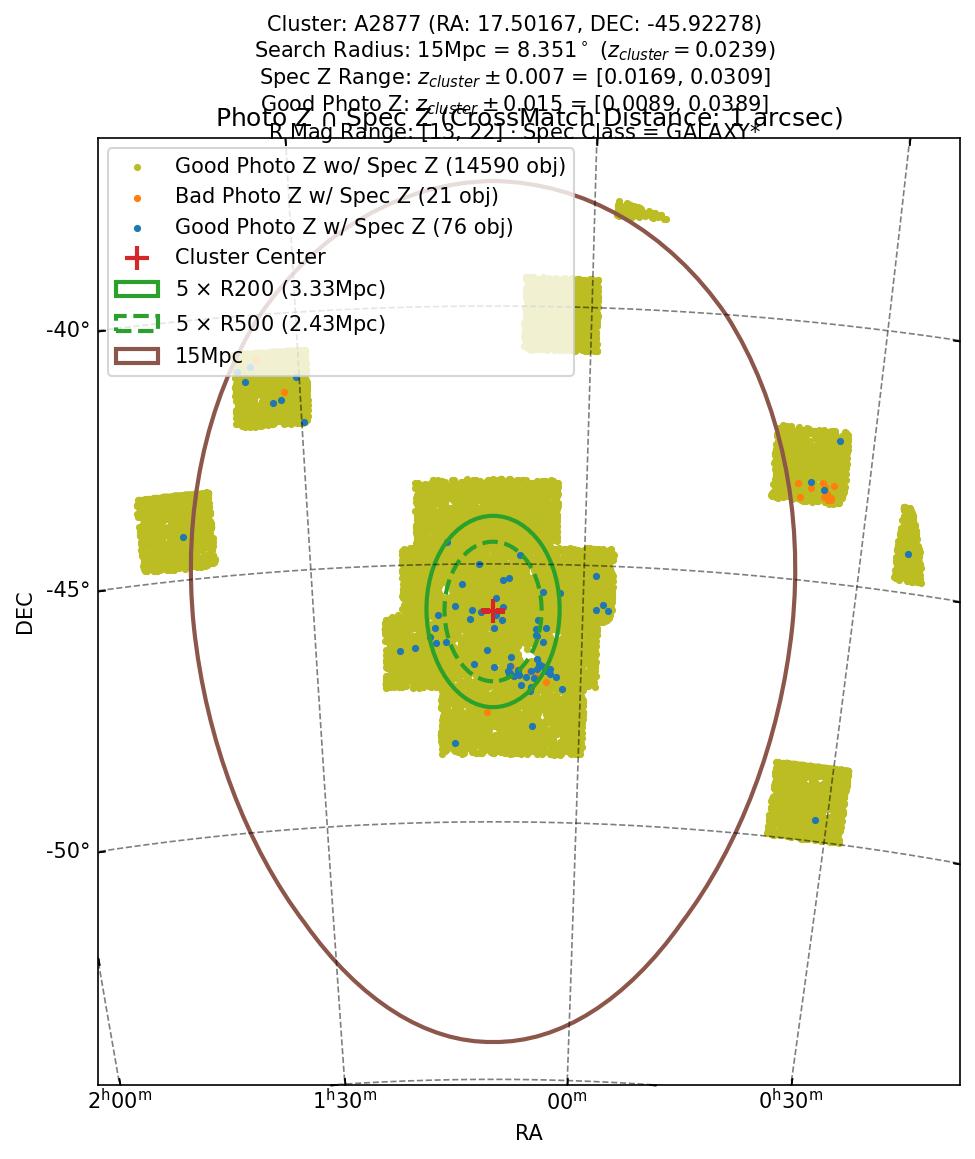 Cluster: A2877 (RA: 17.50167, DEC: -45.92278)
Search Radius: 15Mpc = 8.351° (z_cluster = 0.0239)
Spec Z Range: z_cluster ± 0.007 = [0.0169, 0.0309]
Good Photo Z: z_cluster ± 0.015 = [0.0089, 0.0389]
Photo Z ∩ Spec Z (CrossMatch Distance: 1 arcsec)
R Mag Range: [13, 22] · Spec Class = GALAXY*
Good Photo Z wo/ Spec Z (14590 obj)
Bad Photo Z w/ Spec Z (21 obj)
Good Photo Z w/ Spec Z (76 obj)
Cluster Center
5 × R200 (3.33Mpc)
5 × R500 (2.43Mpc)
15Mpc
-40°
-45°
-50°
DEC
2h00m 1h30m 00m 0h30m
RA